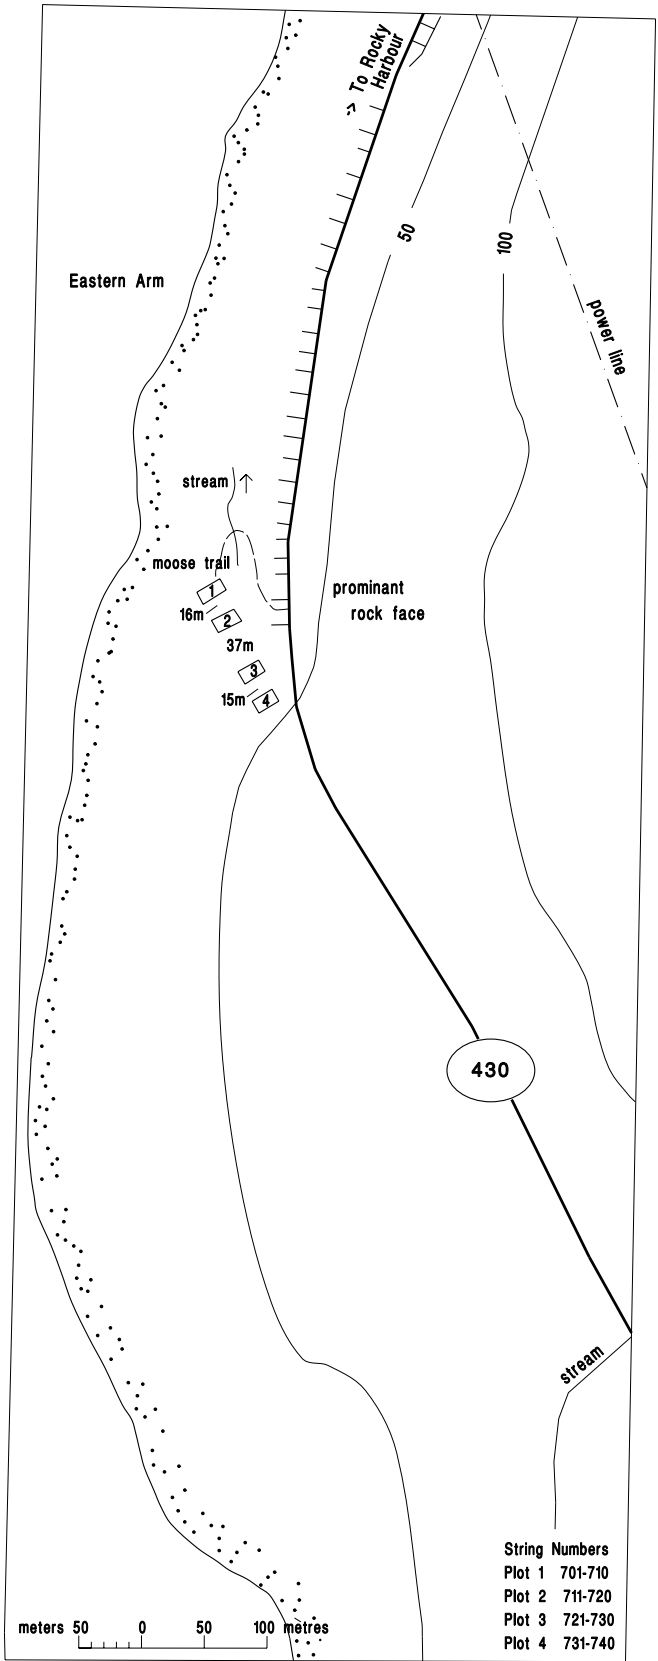 -> To Rocky
Harbour
50
100
Eastern Arm
power line
stream
moose trail
1
prominant
rock face
16m
2
37m
3
15m
4
430
stream
String Numbers
Plot 1 701-710
Plot 2 711-720
Plot 3 721-730
Plot 4 731-740
meters 50 0 50 100 metres